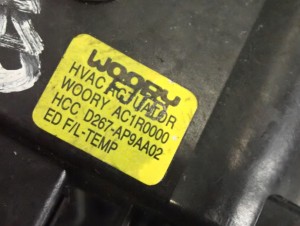 WOORY
HVAC ACTUATOR
WOORY AC1R0000
HCC D267-AP9AA02
ED F/L-TEMP